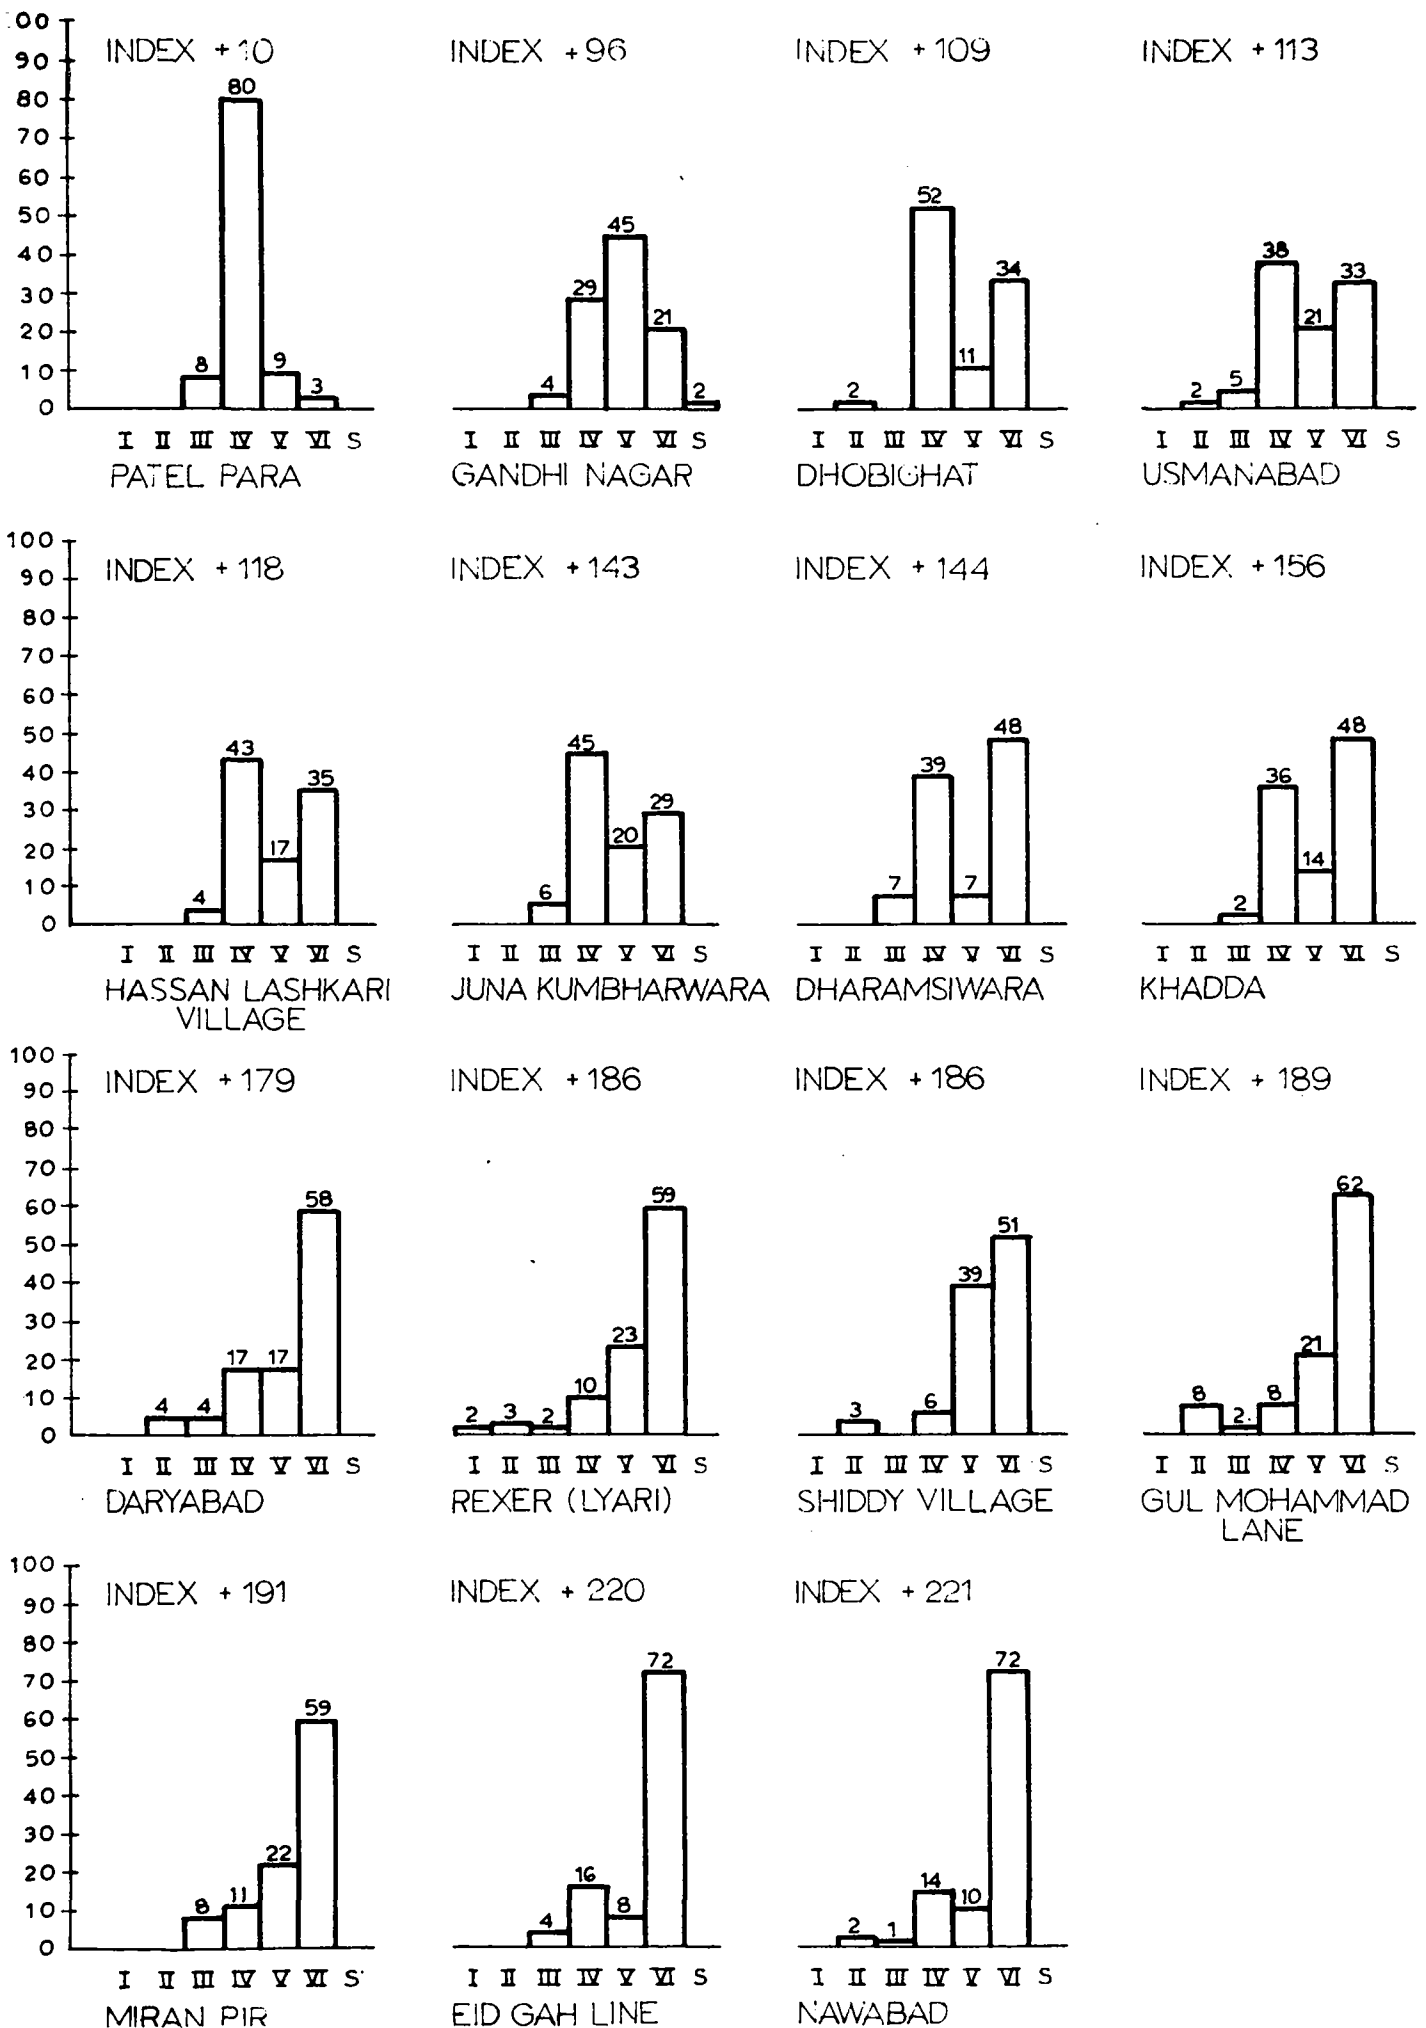 00 INDEX + 10 INDEX + 96 INDEX + 109 INDEX + 113
90
80 80
70
60
50 52
40 45 38
30 29 34 33
20 21 21
10 8 9 3 4 2 2 11 2 5
0
I II III IV V VI S I II III IV V VI S I II III IV V VI S I II III IV V VI S
PATEL PARA GANDHI NAGAR DHOBIGHAT USMANABAD
100 INDEX + 118 INDEX + 143 INDEX + 144 INDEX + 156
90
80
70
60
50 48 48
40 43 45 39 36
30 35 29
20 17 20 14
10 4 6 7 7 2
0
I II III IV V VI S I II III IV V VI S I II III IV V VI S I II III IV V VI S
HASSAN LASHKARI JUNA KUMBHARWARA DHARAMSIWARA KHADDA
VILLAGE
100 INDEX + 179 INDEX + 186 INDEX + 186 INDEX + 189
90
80
70
60 58 59 62
50 51
40 39
30
20 17 17 23 21
10 4 4 2 3 2 10 3 6 8 2 8
0
I II III IV V VI S I II III IV V VI S I II III IV V VI S I II III IV V VI S
DARYABAD REXER (LYARI) SHIDDY VILLAGE GUL MOHAMMAD
LANE
100 INDEX + 191 INDEX + 220 INDEX + 221
90
80
70 72 72
60 59
50
40
30
20 22 16 14
10 8 11 4 8 2 1 10
0
I II III IV V VI S I II III IV V VI S I II III IV V VI S
MIRAN PIR EID GAH LINE NAWABAD